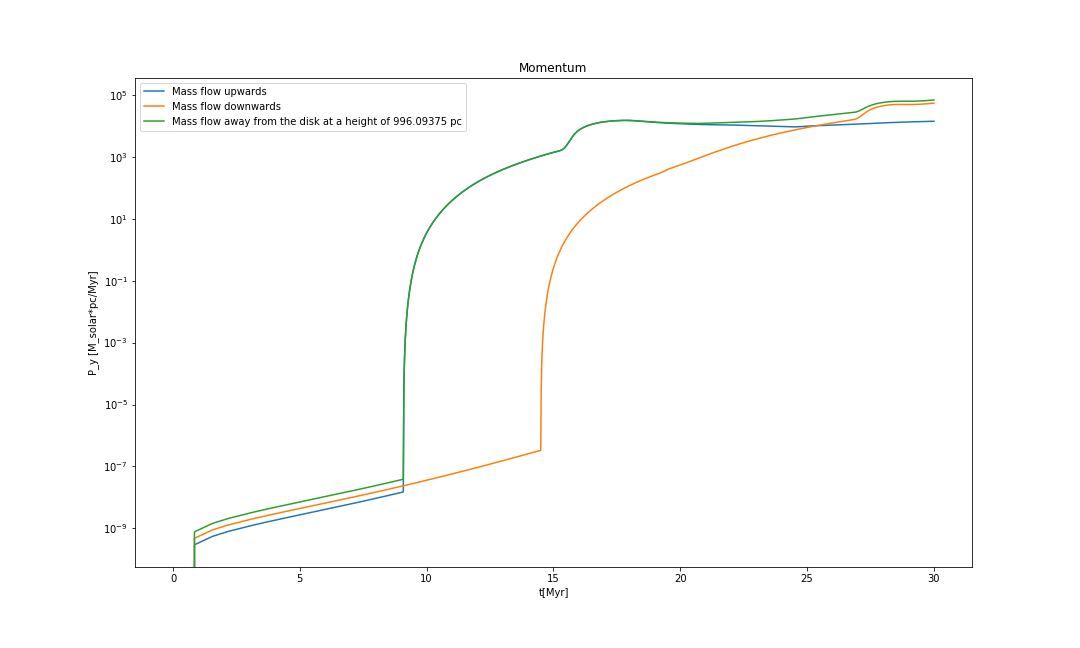 Momentum
Mass flow upwards
Mass flow downwards
Mass flow away from the disk at a height of 996.09375 pc
P_y [M_solar*pc/Myr]
10^5
10^3
10^1
10^−1
10^−3
10^−5
10^−7
10^−9
0 5 10 15 20 25 30
t[Myr]